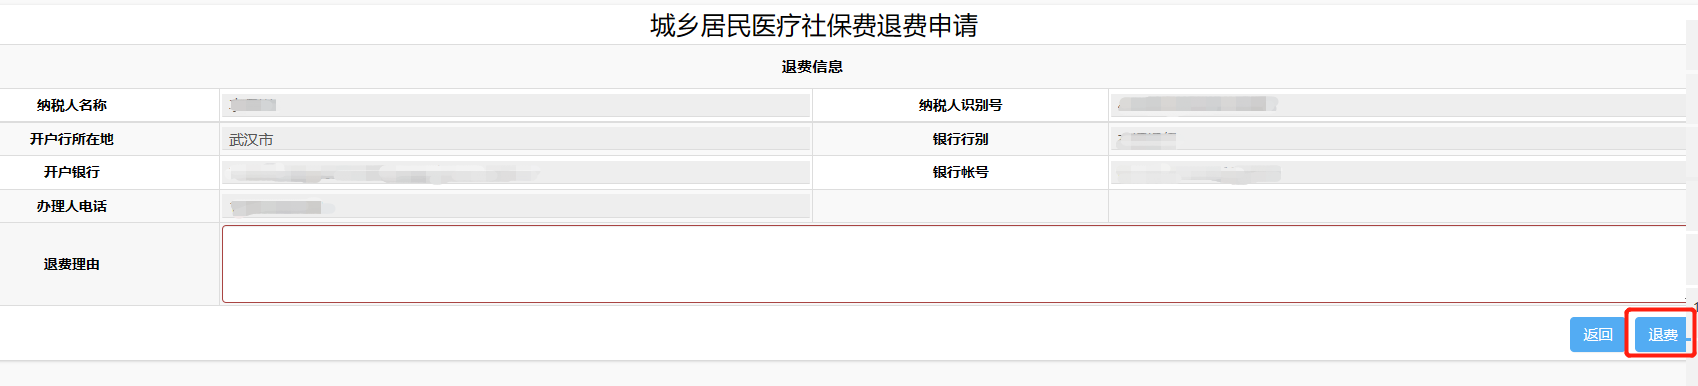 城乡居民医疗社保费退费申请
退费信息
纳税人名称 纳税人识别号
开户行所在地 武汉市 银行行别
开户银行 银行帐号
办理人电话
退费理由
返回 退费